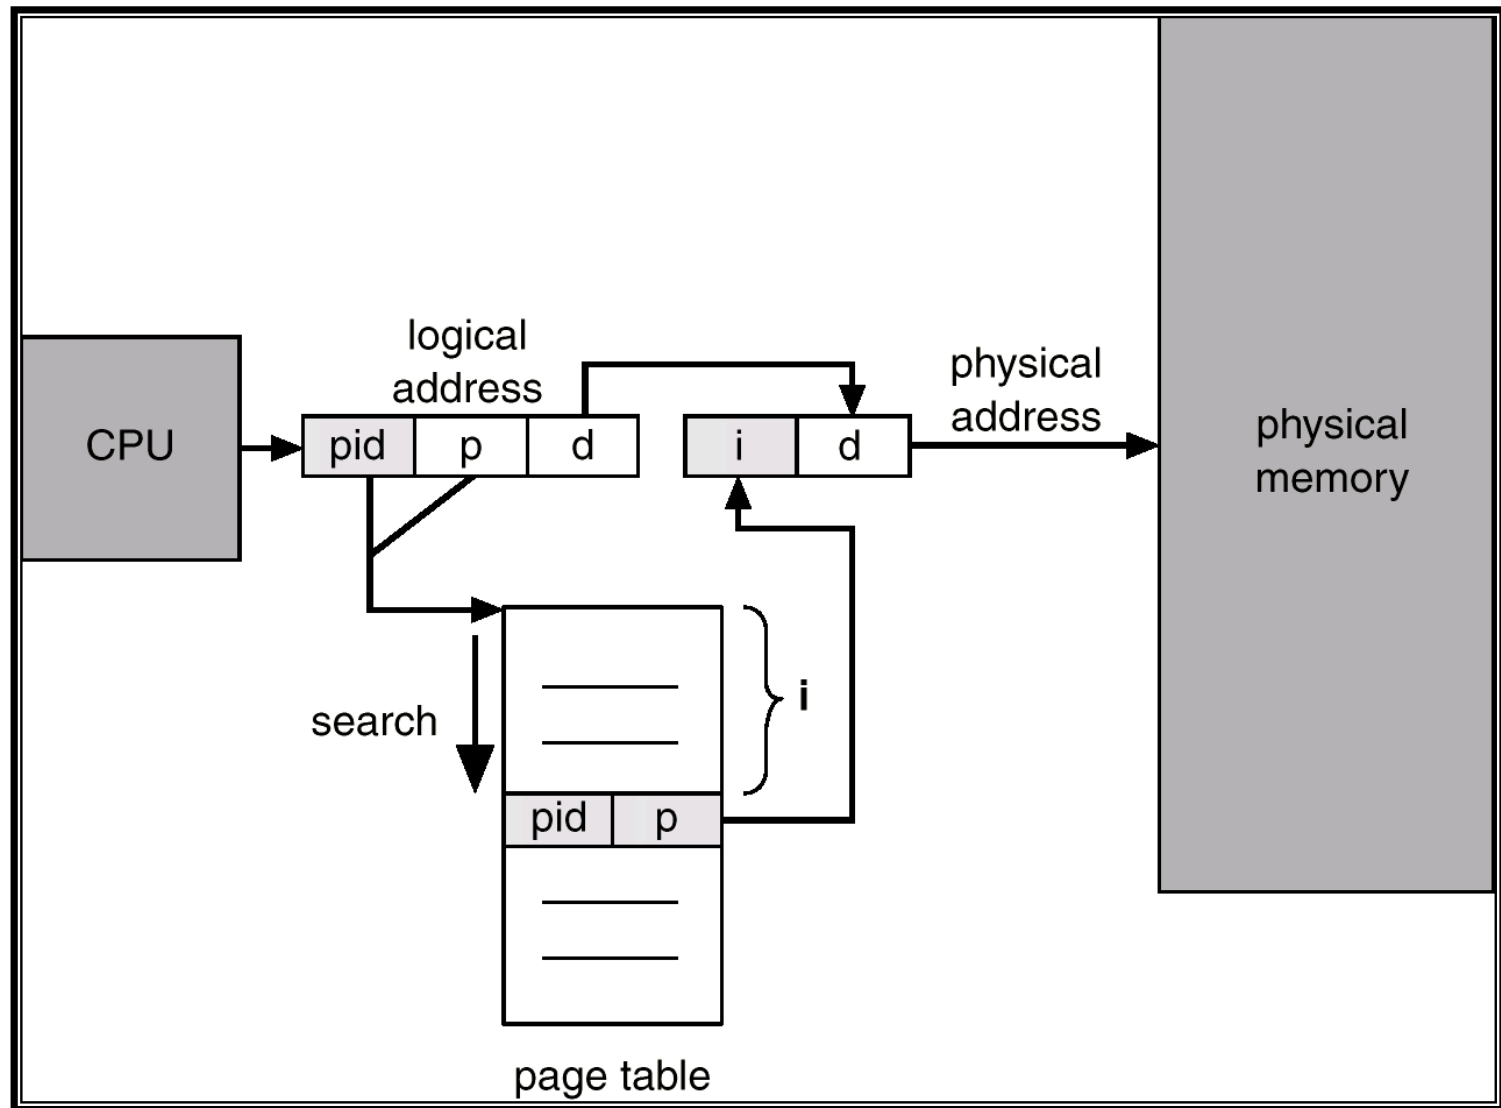 logical
address
physical
address
CPU
pid
p
d
i
d
physical
memory
search
i
pid
p
page table